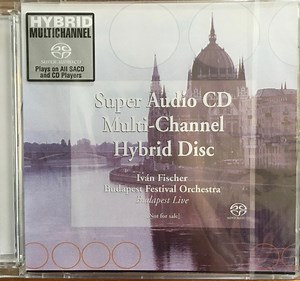 HYBRID
MULTICHANNEL
Plays on All SACD
and CD Players
Super Audio CD
Multi-Channel
Hybrid Disc
Iván Fischer
Budapest Festival Orchestra
Budapest Live
[Not for sale]